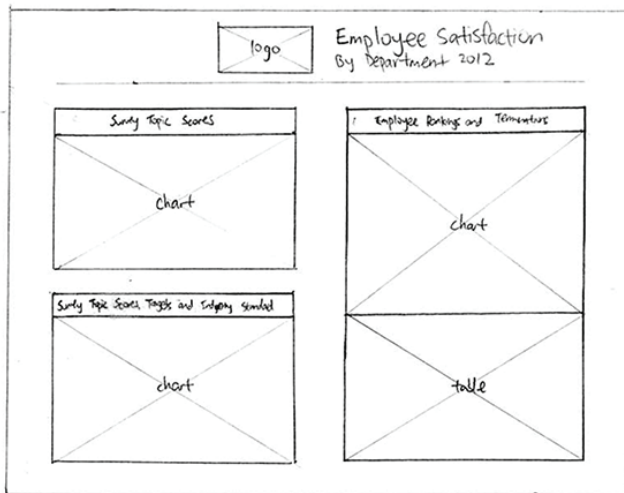 logo
Employee Satisfaction
By Department 2012
Survey Topic Scores
chart
Survey Topic Scores, Targets and Industry Standard
chart
Employee Rankings and Terminations
chart
table